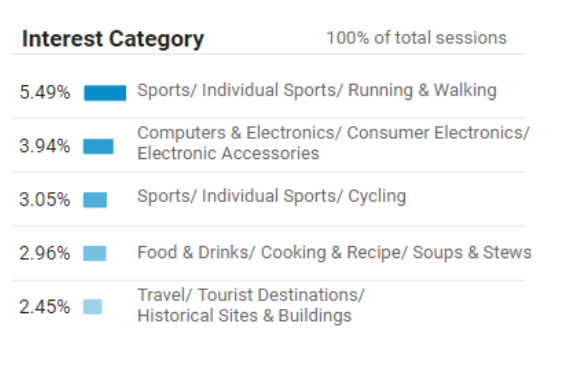 Interest Category 100% of total sessions
5.49% Sports/ Individual Sports/ Running & Walking
3.94% Computers & Electronics/ Consumer Electronics/
Electronic Accessories
3.05% Sports/ Individual Sports/ Cycling
2.96% Food & Drinks/ Cooking & Recipe/ Soups & Stews
2.45% Travel/ Tourist Destinations/
Historical Sites & Buildings